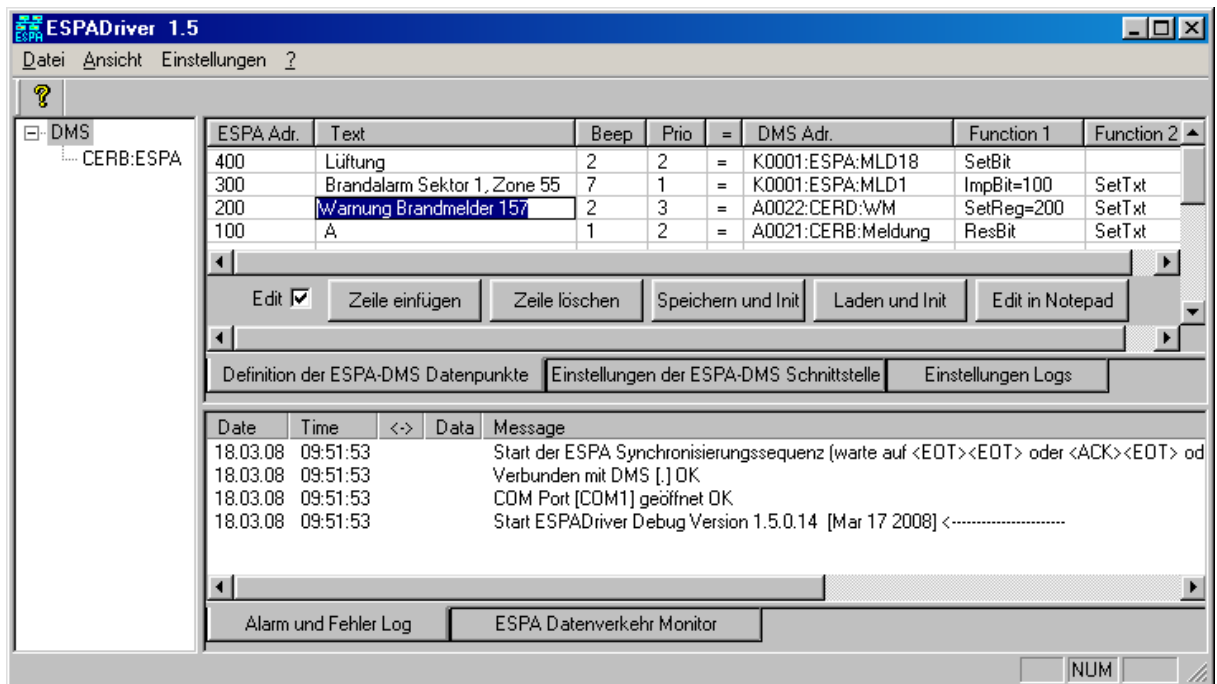 ESPADriver 1.5
Datei Ansicht Einstellungen ?
DMS
CERB:ESPA
ESPA Adr. Text Beep Prio = DMS Adr. Function 1 Function 2
400 Lüftung 2 2 = K0001:ESPA:MLD18 SetBit
300 Brandalarm Sektor 1, Zone 55 7 1 = K0001:ESPA:MLD1 ImpBit=100 SetTxt
200 Warnung Brandmelder 157 2 3 = A0022:CERD:WM SetReg=200 SetTxt
100 A 1 2 = A0021:CERB:Meldung ResBit SetTxt
Edit Zeile einfügen Zeile löschen Speichern und Init Laden und Init Edit in Notepad
Definition der ESPA-DMS Datenpunkte Einstellungen der ESPA-DMS Schnittstelle Einstellungen Logs
Date Time <-> Data Message
18.03.08 09:51:53 Start der ESPA Synchronisierungssequenz (warte auf <EOT><EOT> oder <ACK><EOT> od
18.03.08 09:51:53 Verbunden mit DMS [.] OK
18.03.08 09:51:53 COM Port [COM1] geöffnet OK
18.03.08 09:51:53 Start ESPADriver Debug Version 1.5.0.14 [Mar 17 2008] <-----------------------
Alarm und Fehler Log ESPA Datenverkehr Monitor
NUM